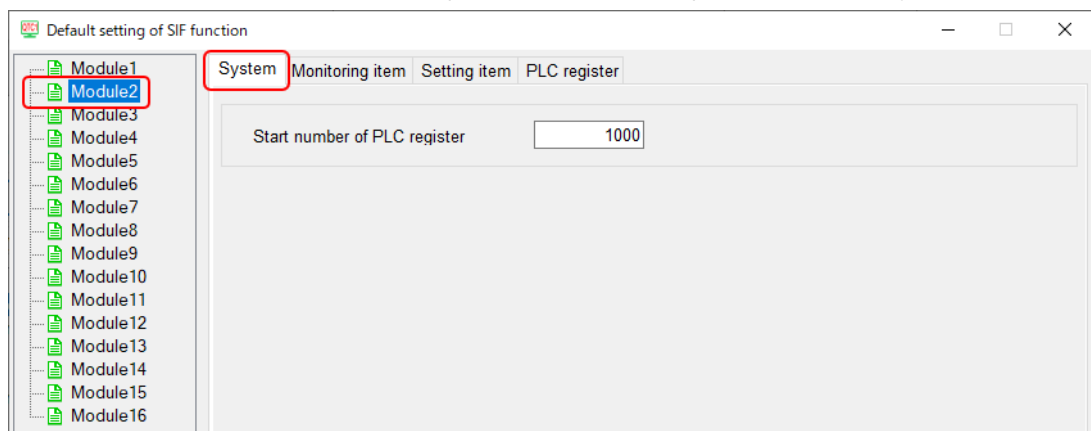 Default setting of SIF function
Module1
Module2
Module3
Module4
Module5
Module6
Module7
Module8
Module9
Module10
Module11
Module12
Module13
Module14
Module15
Module16
System Monitoring item Setting item PLC register
Start number of PLC register 1000